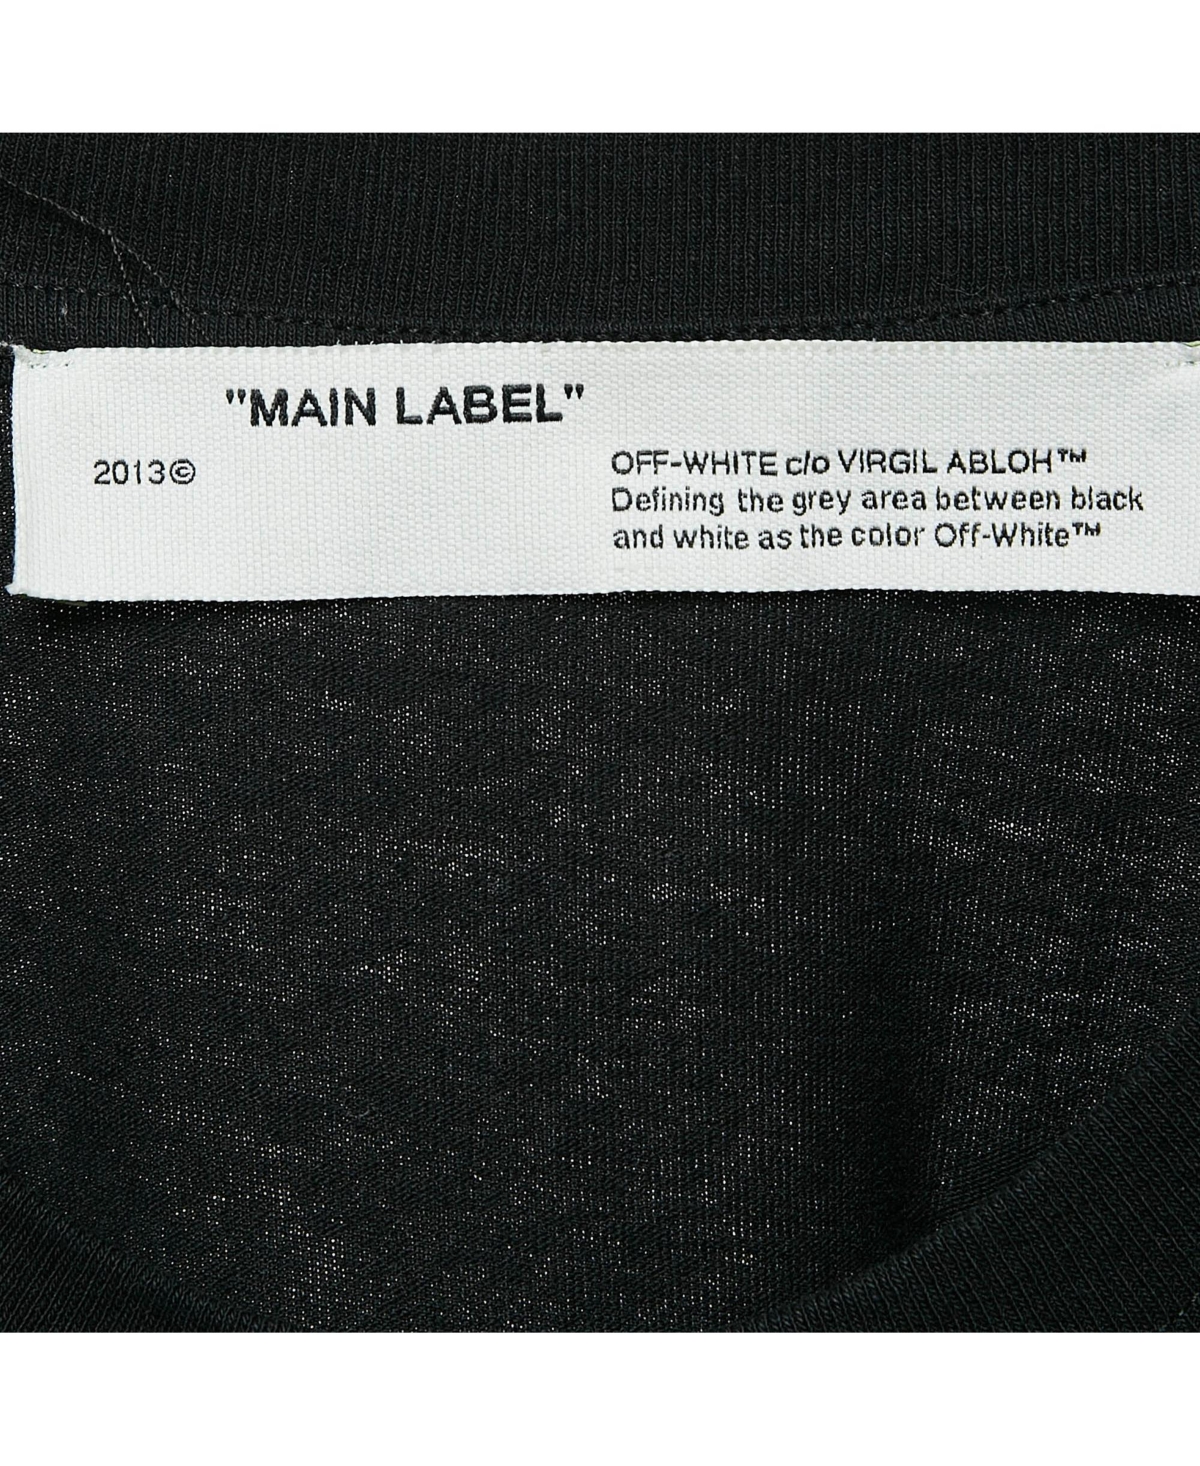 "MAIN LABEL"
2013©
OFF-WHITE c/o VIRGIL ABLOH™
Defining the grey area between black
and white as the color Off-White™